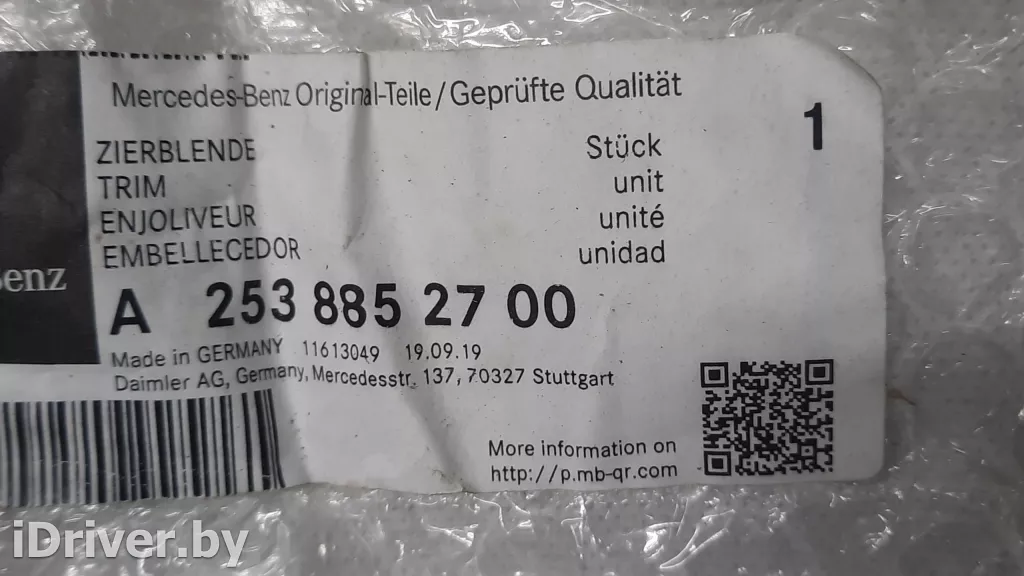 Mercedes-Benz Original-Teile/Geprüfte Qualität
1
ZIERBLENDE Stück
TRIM unit
ENJOLIVEUR unité
EMBELLECEDOR unidad
enz
A 253 885 27 00
Made in GERMANY 11613049 19.09.19
Daimler AG, Germany, Mercedesstr. 137, 70327 Stuttgart
More information on
http://p.mb-qr.com
iDriver.by